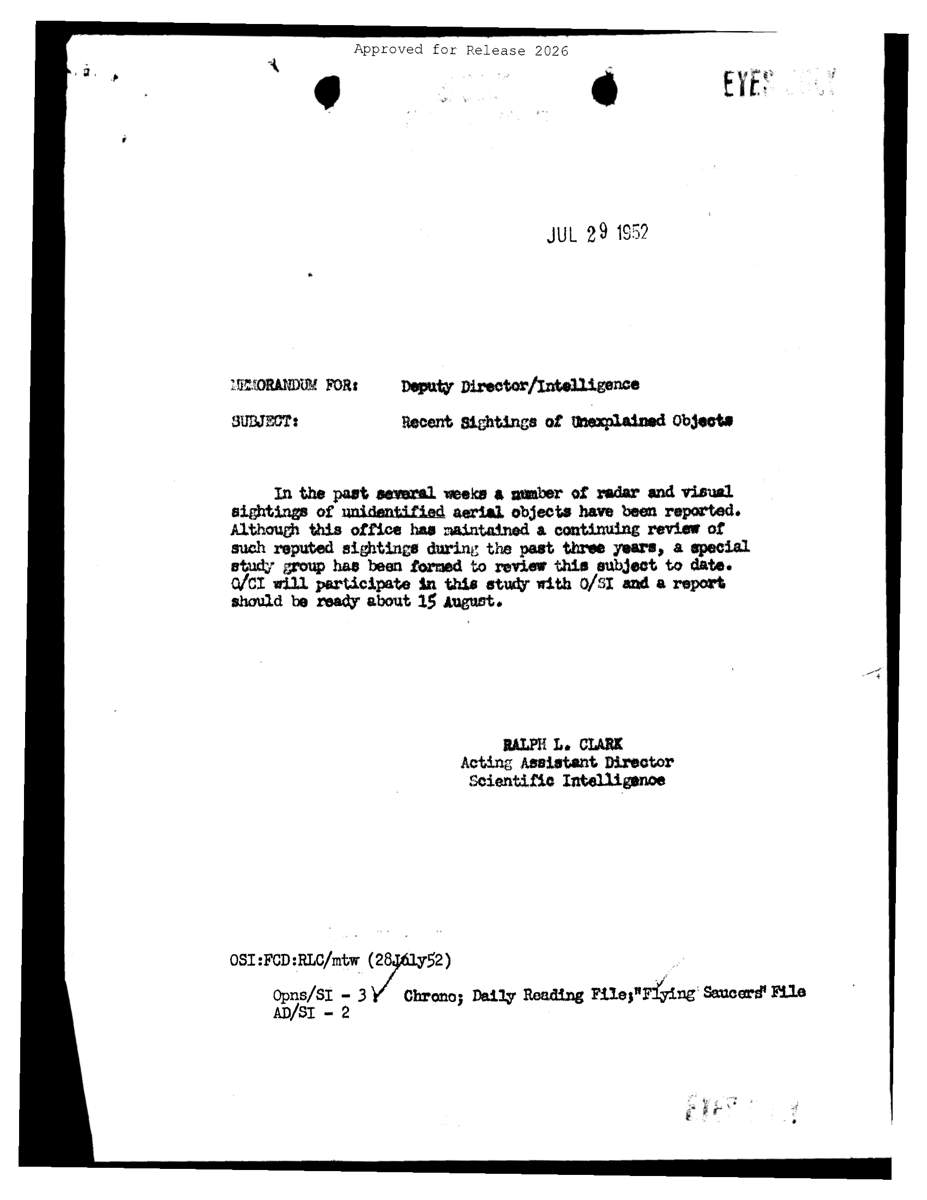 Approved for Release 2026
EYES
JUL 29 1952
MEMORANDUM FOR: Deputy Director/Intelligence
SUBJECT: Recent Sightings of Unexplained Objects
In the past several weeks a number of radar and visual
sightings of unidentified aerial objects have been reported.
Although this office has maintained a continuing review of
such reputed sightings during the past three years, a special
study group has been formed to review this subject to date.
O/CI will participate in this study with O/SI and a report
should be ready about 15 August.
RALPH L. CLARK
Acting Assistant Director
Scientific Intelligence
OSI:FCD:RLC/mtw (28July52)
Opns/SI - 3 Chrono; Daily Reading File;"Flying Saucers" File
AD/SI - 2
EYES